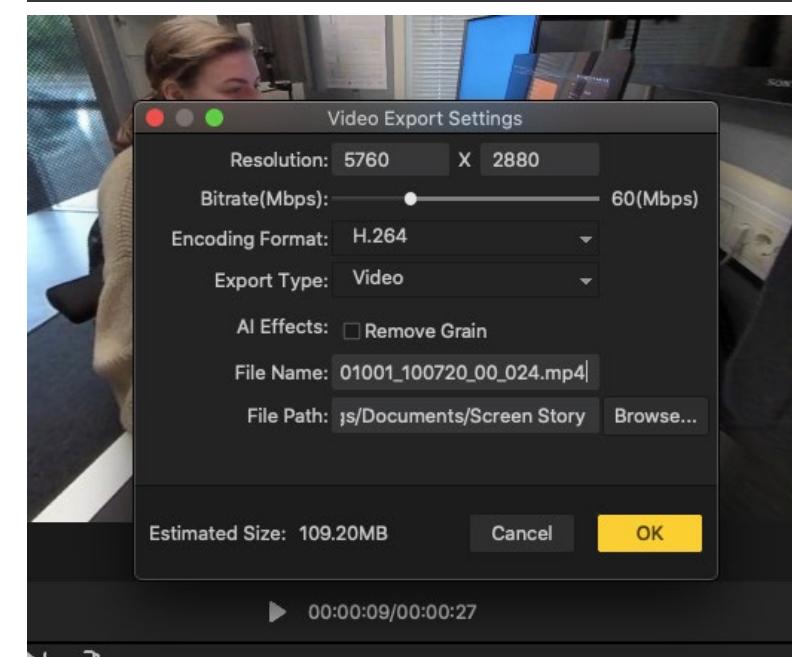 Video Export Settings
Resolution: 5760 X 2880
Bitrate(Mbps): 60(Mbps)
Encoding Format: H.264
Export Type: Video
AI Effects: Remove Grain
File Name: 01001_100720_00_024.mp4
File Path: gs/Documents/Screen Story Browse...
Estimated Size: 109.20MB Cancel OK
00:00:09/00:00:27